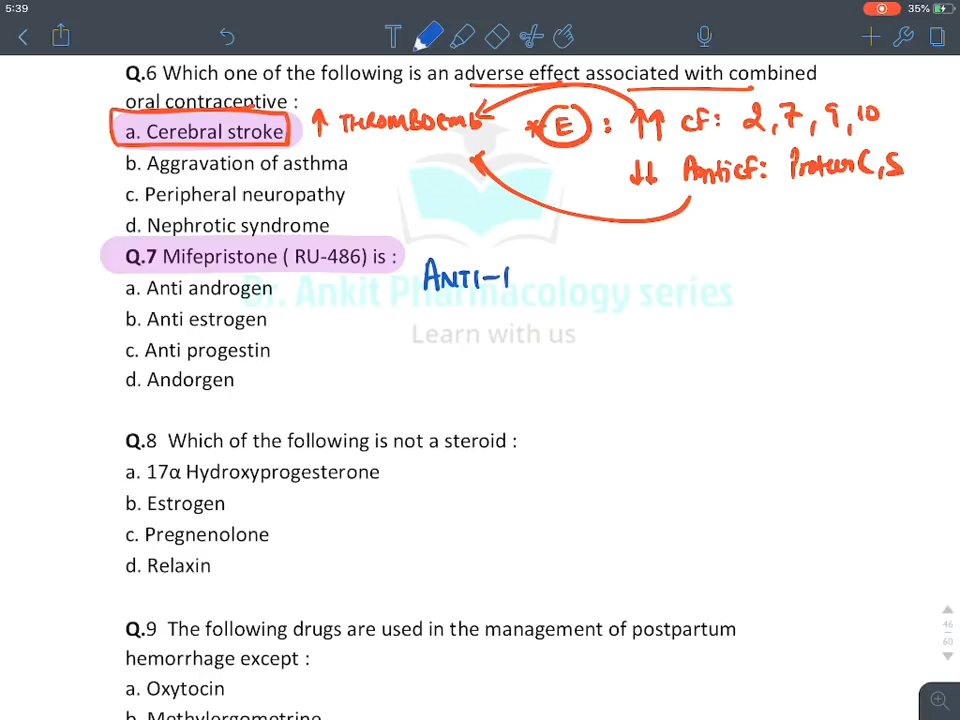 5:39
35%
Q.6 Which one of the following is an adverse effect associated with combined
oral contraceptive :
a. Cerebral stroke
↑ THROMBOEMB
*E : ↑↑ CF: 2, 7, 9, 10
b. Aggravation of asthma
↓↓ Anti CF: Protein C, S
c. Peripheral neuropathy
d. Nephrotic syndrome
Q.7 Mifepristone ( RU-486) is :
ANTI-
a. Anti androgen
Dr. Ankit Pharmacology series
b. Anti estrogen
Learn with us
c. Anti progestin
d. Andorgen
Q.8 Which of the following is not a steroid :
a. 17α Hydroxyprogesterone
b. Estrogen
c. Pregnenolone
d. Relaxin
Q.9 The following drugs are used in the management of postpartum
hemorrhage except :
a. Oxytocin
b. Methylergometrine
46
60